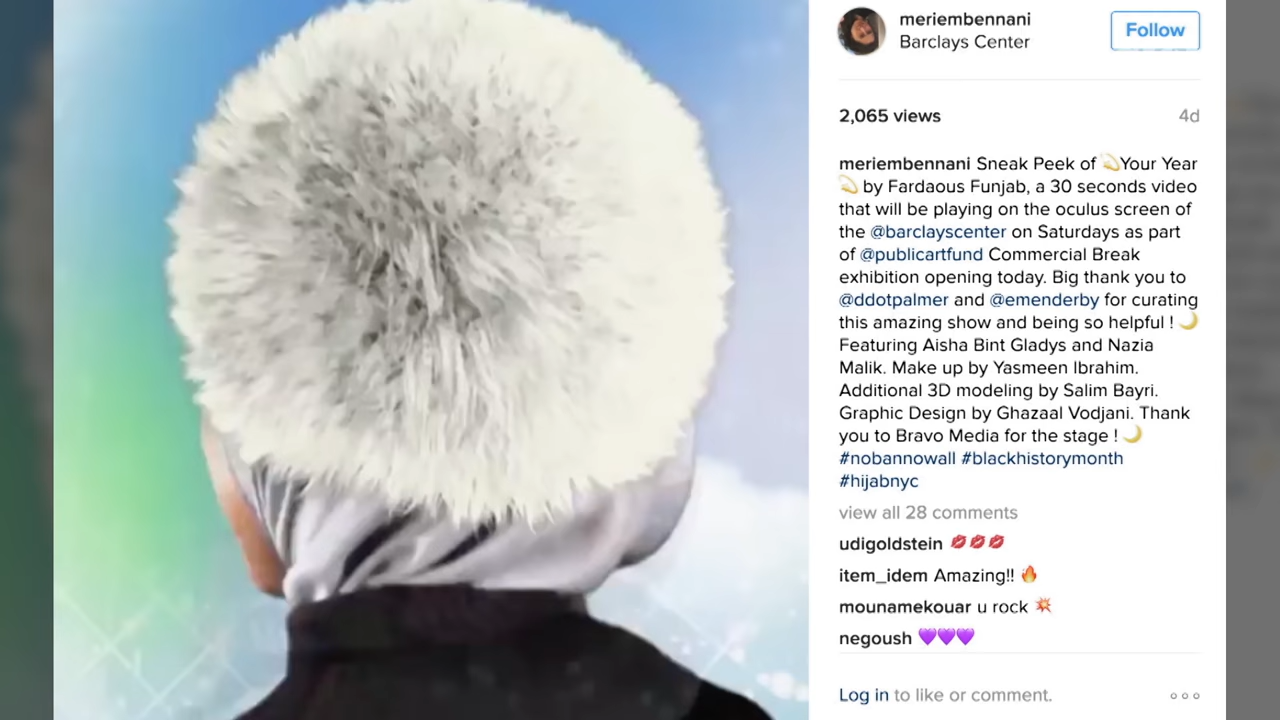 meriembennani
Barclays Center
Follow
2,065 views
4d
meriembennani Sneak Peek of 💫Your Year
💫 by Fardaous Funjab, a 30 seconds video
that will be playing on the oculus screen of
the @barclayscenter on Saturdays as part
of @publicartfund Commercial Break
exhibition opening today. Big thank you to
@ddotpalmer and @emenderby for curating
this amazing show and being so helpful ! 🌙
Featuring Aisha Bint Gladys and Nazia
Malik. Make up by Yasmeen Ibrahim.
Additional 3D modeling by Salim Bayri.
Graphic Design by Ghazaal Vodjani. Thank
you to Bravo Media for the stage ! 🌙
#nobannowall #blackhistorymonth
#hijabnyc
view all 28 comments
udigoldstein 💋💋💋
item_idem Amazing!! 🔥
mounamekouar u rock 💥
negoush 💜💜💜
Log in to like or comment.